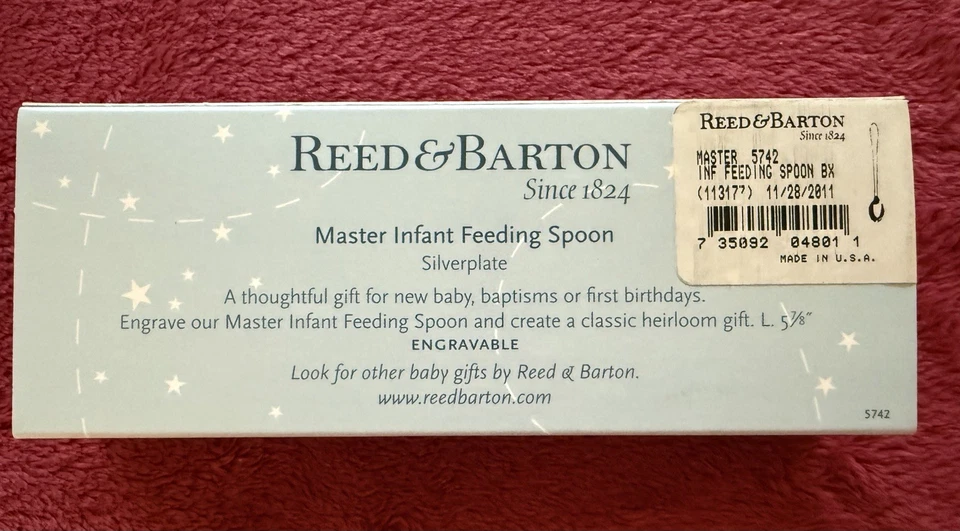 REED & BARTON
Since 1824
Master Infant Feeding Spoon
Silverplate
A thoughtful gift for new baby, baptisms or first birthdays.
Engrave our Master Infant Feeding Spoon and create a classic heirloom gift. L. 5⅞"
ENGRAVABLE
Look for other baby gifts by Reed & Barton.
www.reedbarton.com
5742
REED & BARTON
Since 1824
MASTER 5742
INF FEEDING SPOON BX
(113177) 11/28/2011
7 35092 04801 1
MADE IN U.S.A.